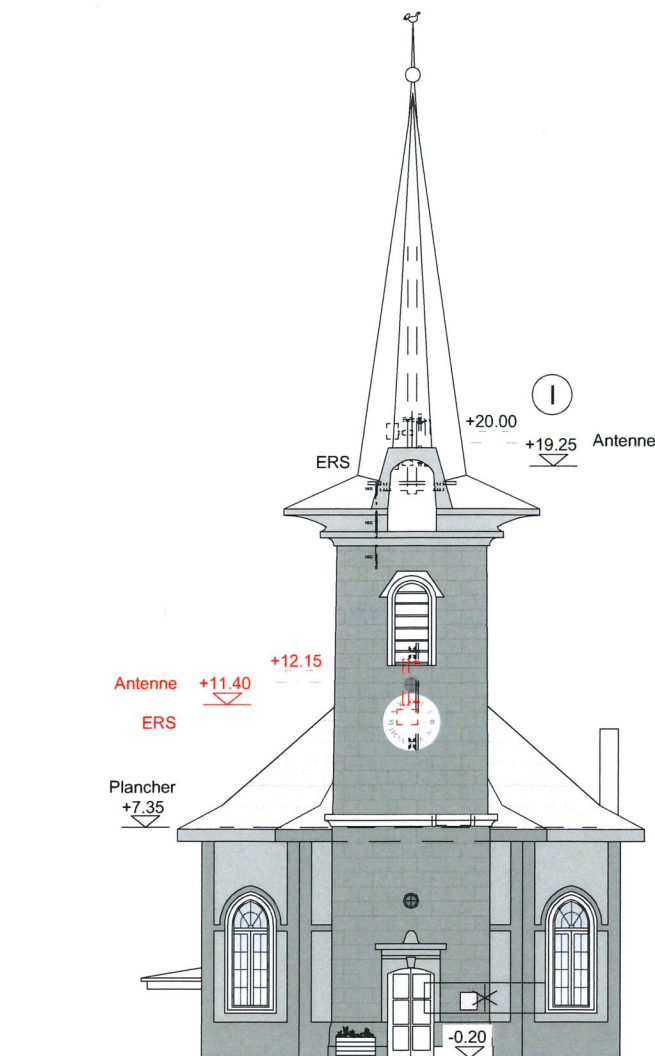 I
+20.00
+19.25 Antenne
ERS
+12.15
Antenne +11.40
ERS
Plancher
+7.35
-0.20